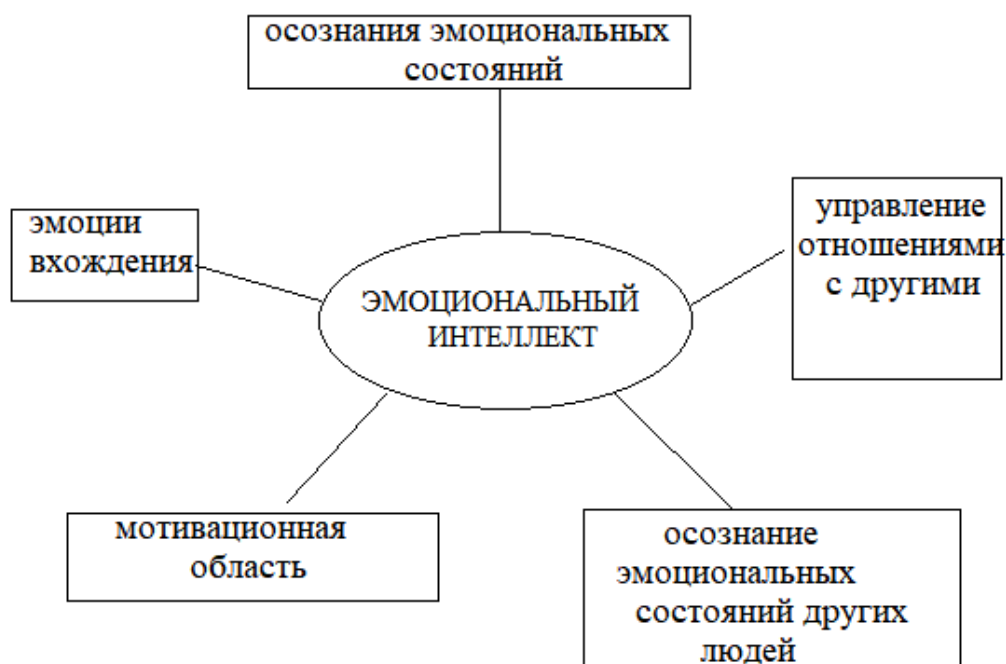 осознания эмоциональных
состояний
эмоции
вхождения
управление
отношениями
с другими
ЭМОЦИОНАЛЬНЫЙ
ИНТЕЛЛЕКТ
мотивационная
область
осознание
эмоциональных
состояний других
людей